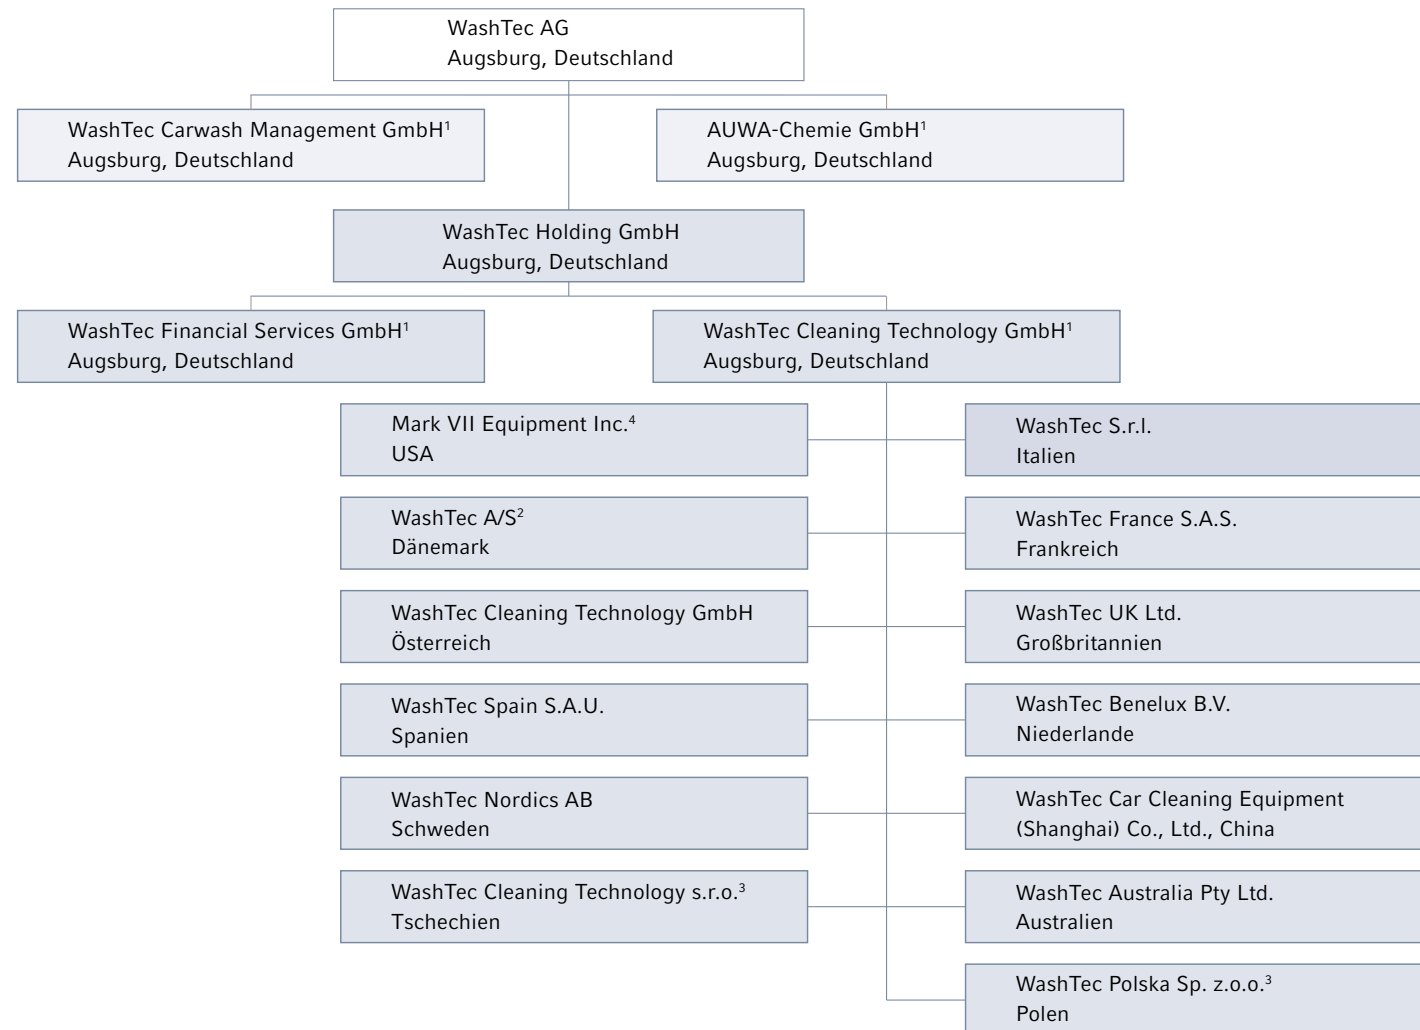 WashTec AG
Augsburg, Deutschland
WashTec Carwash Management GmbH¹
Augsburg, Deutschland
AUWA-Chemie GmbH¹
Augsburg, Deutschland
WashTec Holding GmbH
Augsburg, Deutschland
WashTec Financial Services GmbH¹
Augsburg, Deutschland
WashTec Cleaning Technology GmbH¹
Augsburg, Deutschland
Mark VII Equipment Inc.⁴
USA
WashTec S.r.l.
Italien
WashTec A/S²
Dänemark
WashTec France S.A.S.
Frankreich
WashTec Cleaning Technology GmbH
Österreich
WashTec UK Ltd.
Großbritannien
WashTec Spain S.A.U.
Spanien
WashTec Benelux B.V.
Niederlande
WashTec Nordics AB
Schweden
WashTec Car Cleaning Equipment
(Shanghai) Co., Ltd., China
WashTec Cleaning Technology s.r.o.³
Tschechien
WashTec Australia Pty Ltd.
Australien
WashTec Polska Sp. z.o.o.³
Polen